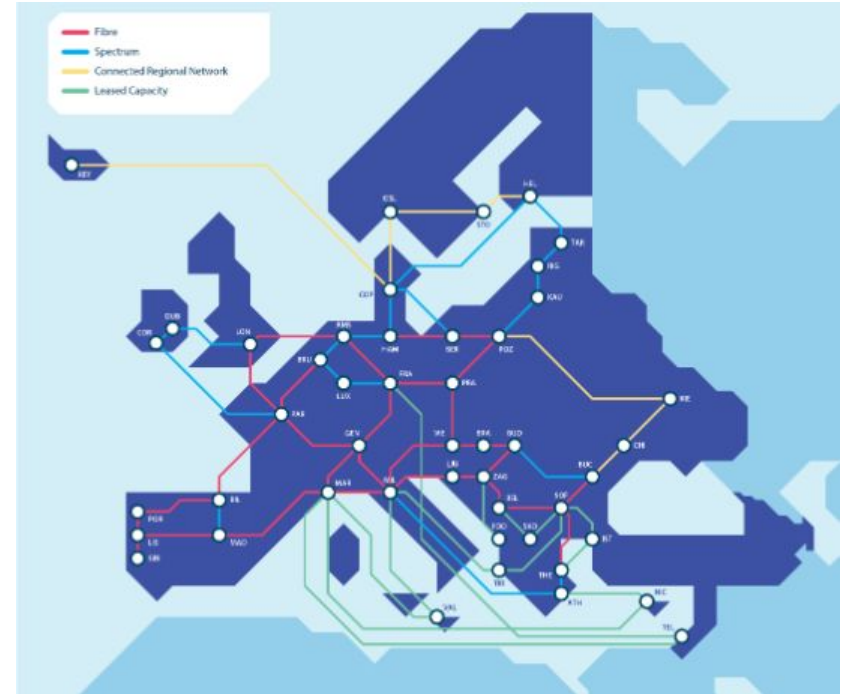 Fibre
Spectrum
Connected Regional Network
Leased Capacity
REY
OSL
STO
HEL
TAR
RIG
KAU
COP
DUB
COR
LON
AMS
HAM
BER
POZ
BRU
LUX
FRA
PRA
KIE
PAR
GEN
VIE
BRA
BUD
CHI
BUC
LJU
ZAG
MAR
MIL
BEL
SOF
BIL
POR
LIS
MAD
SIN
POD
SKO
IST
TIR
THE
ATH
VAL
NIC
TEL